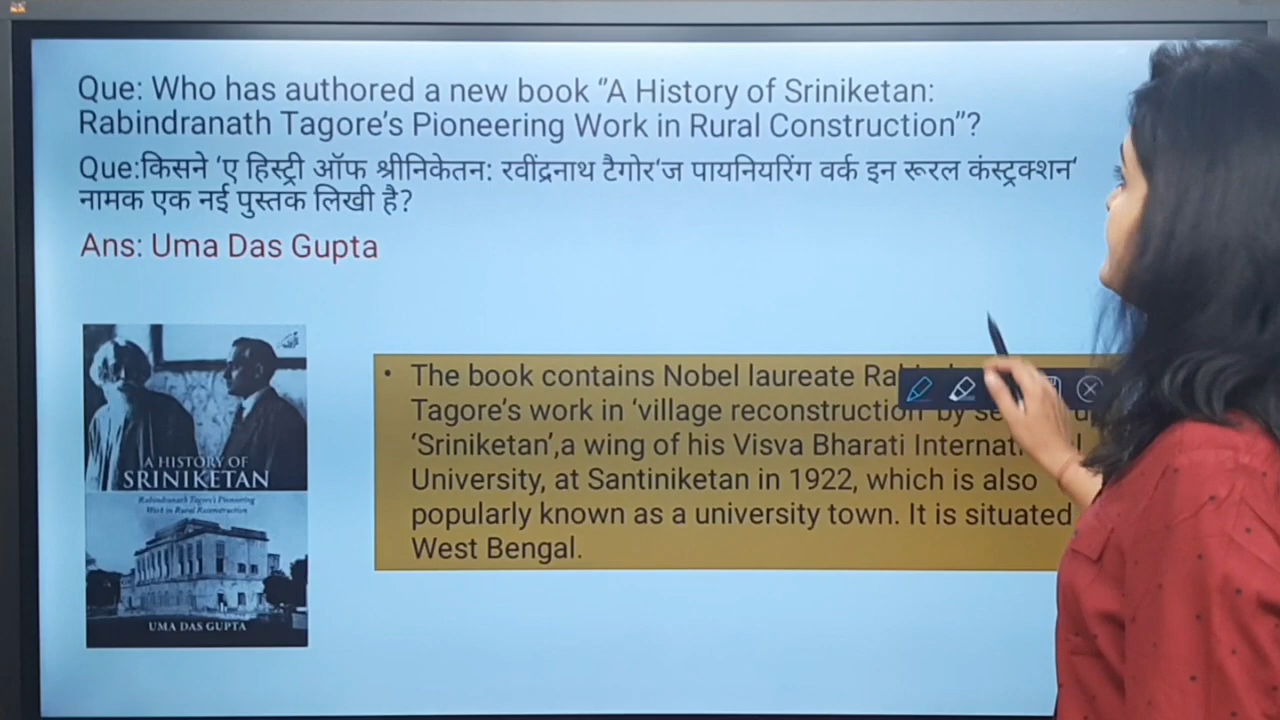 Que: Who has authored a new book “A History of Sriniketan:
Rabindranath Tagore’s Pioneering Work in Rural Construction”?
Que:किसने ‘ए हिस्ट्री ऑफ श्रीनिकेतन: रवींद्रनाथ टैगोर‘ज पायनियरिंग वर्क इन रूरल कंस्ट्रक्शन‘
नामक एक नई पुस्तक लिखी है?
Ans: Uma Das Gupta
A HISTORY OF
SRINIKETAN
Rabindranath Tagore's Pioneering
Work in Rural Reconstruction
UMA DAS GUPTA
• The book contains Nobel laureate
Tagore’s work in ‘village reconstruction’ by
‘Sriniketan’,a wing of his Visva Bharati
University, at Santiniketan in 1922, which is also
popularly known as a university town. It is situated
West Bengal.